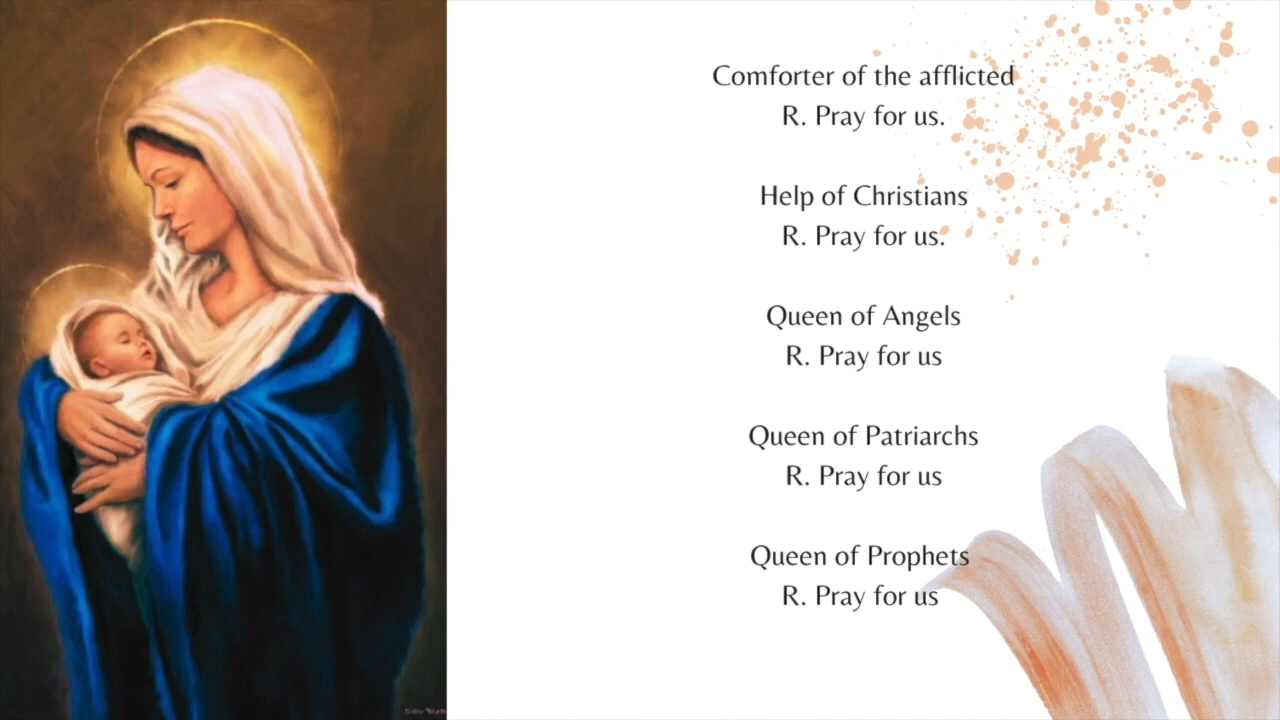 Comforter of the afflicted
R. Pray for us.
Help of Christians
R. Pray for us.
Queen of Angels
R. Pray for us
Queen of Patriarchs
R. Pray for us
Queen of Prophets
R. Pray for us